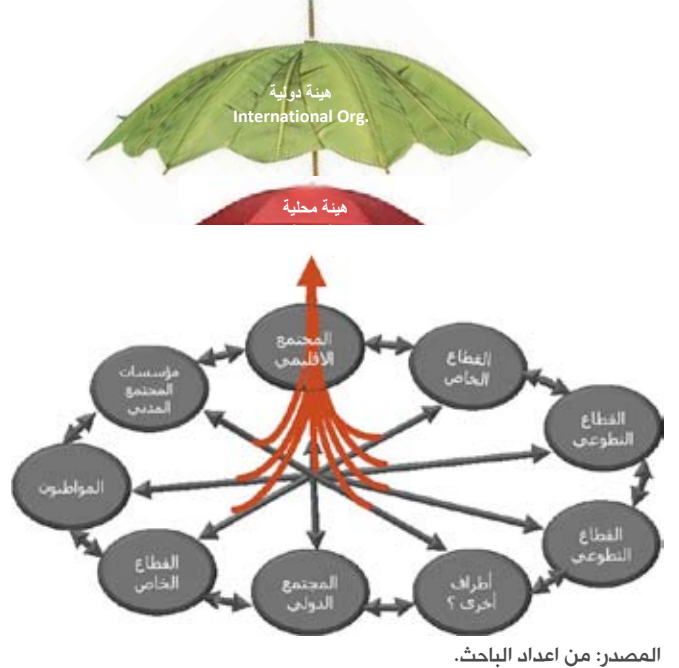 هيئة دولية
International Org.
هيئة محلية
المجتمع
الاقليمي
القطاع
الخاص
مؤسسات
المجتمع
المدني
القطاع
التطوعي
المواطنون
القطاع
التطوعي
القطاع
الخاص
المجتمع
الدولي
أطراف
أخرى ؟
المصدر: من اعداد الباحث.